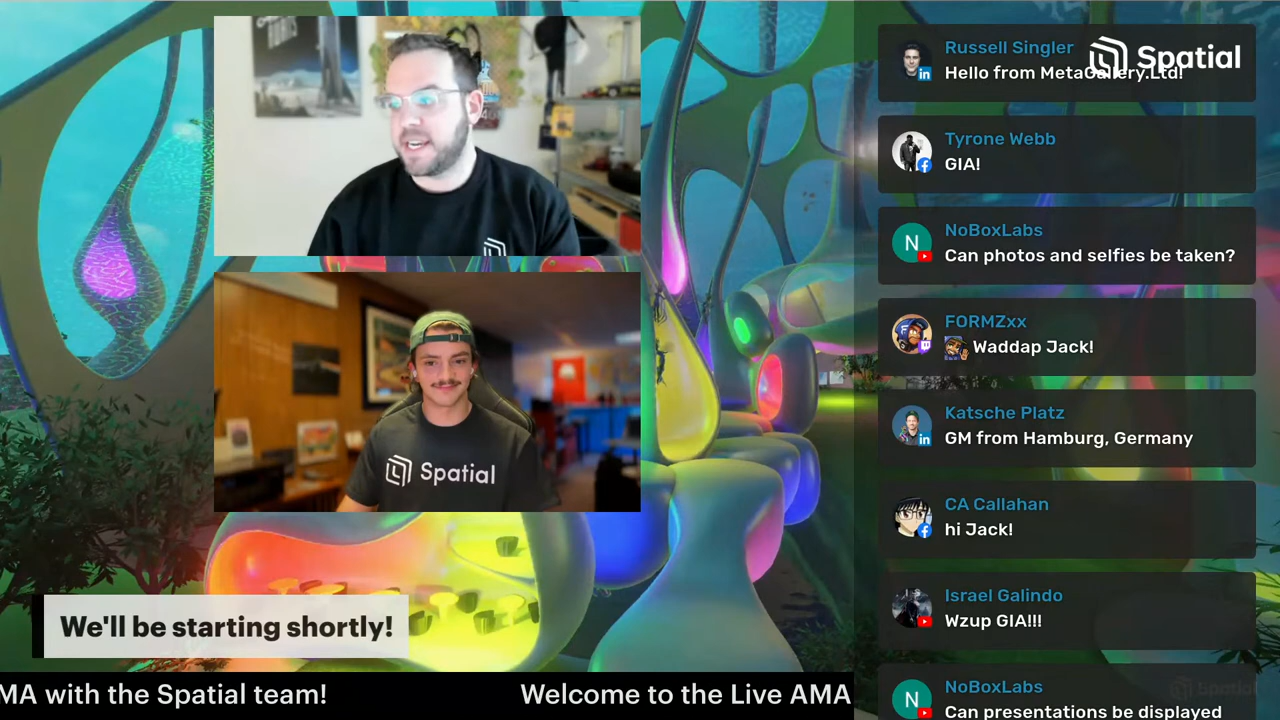 Russell Singler
Hello from MetaGallery.Ltd!
Spatial
Tyrone Webb
GIA!
N
NoBoxLabs
Can photos and selfies be taken?
FORMZxx
Waddap Jack!
Katsche Platz
GM from Hamburg, Germany
Spatial
CA Callahan
hi Jack!
Israel Galindo
Wzup GIA!!!
We'll be starting shortly!
N
NoBoxLabs
Can presentations be displayed
Spatial
MA with the Spatial team!
Welcome to the Live AMA